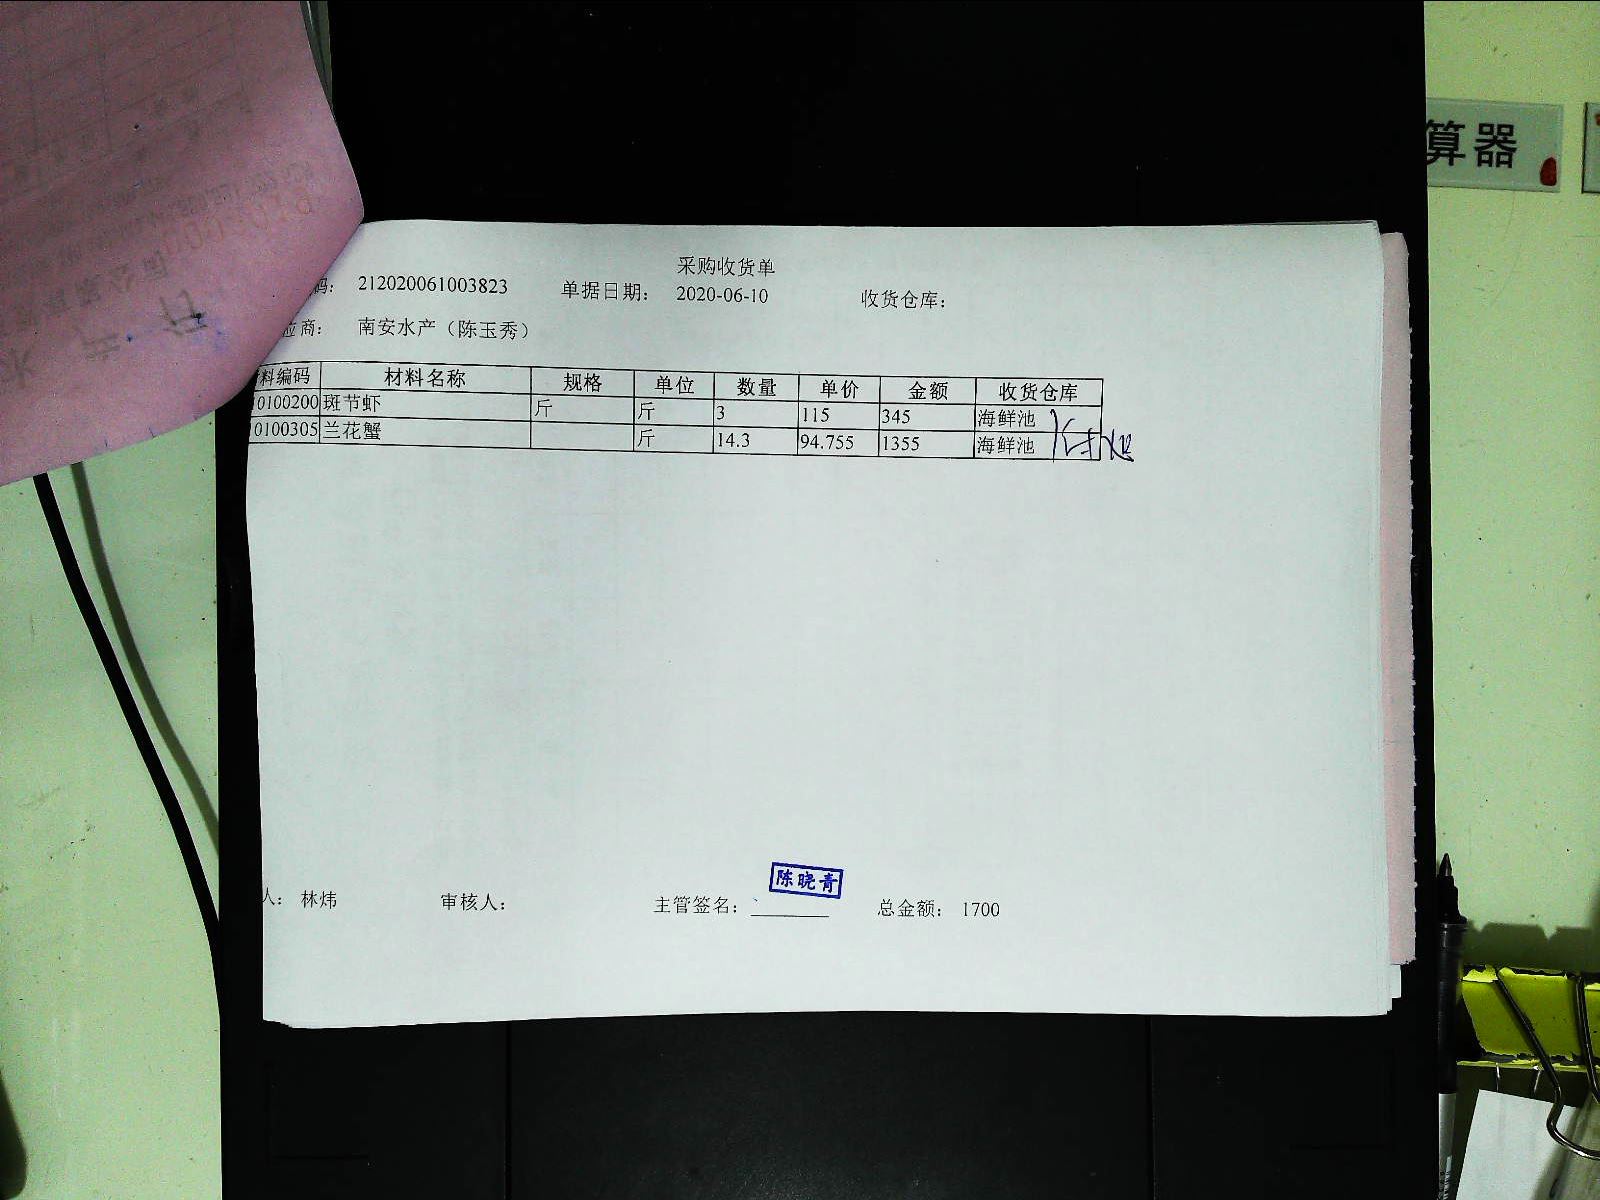 算器
采购收货单
码： 212020061003823 单据日期： 2020-06-10 收货仓库：
应商： 南安水产（陈玉秀）
料编码 材料名称 规格 单位 数量 单价 金额 收货仓库
0100200 斑节虾 斤 斤 3 115 345 海鲜池
0100305 兰花蟹 斤 14.3 94.755 1355 海鲜池
陈晓青
人： 林炜 审核人： 主管签名： 总金额： 1700